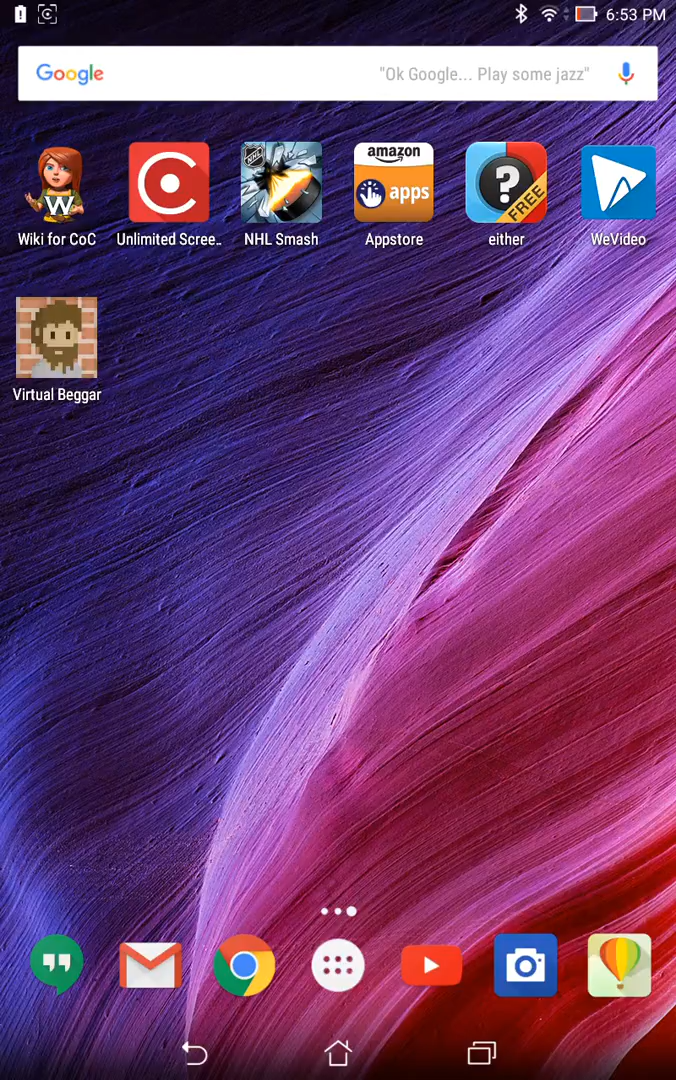 6:53 PM
Google
"Ok Google... Play some jazz"
NHL
amazon
apps
?
FREE
W
Wiki for CoC
Unlimited Scree..
NHL Smash
Appstore
either
WeVideo
Virtual Beggar